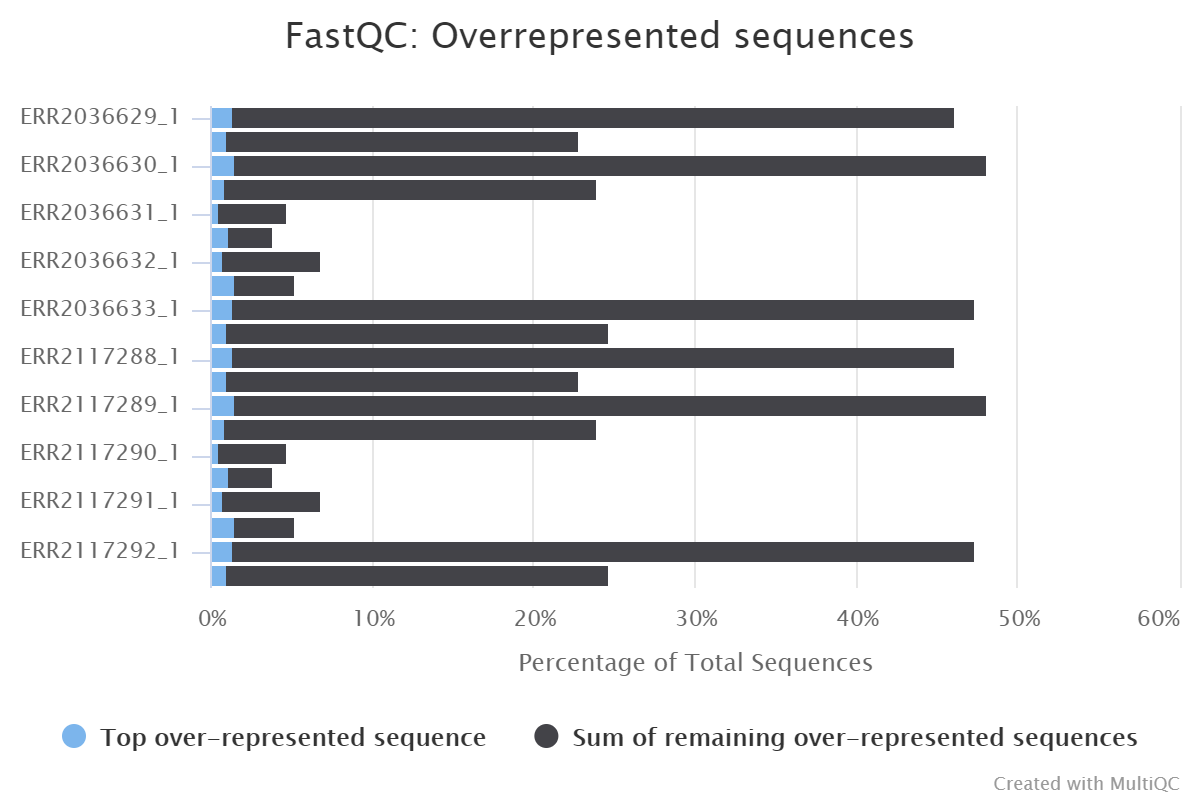 FastQC: Overrepresented sequences
ERR2036629_1
ERR2036630_1
ERR2036631_1
ERR2036632_1
ERR2036633_1
ERR2117288_1
ERR2117289_1
ERR2117290_1
ERR2117291_1
ERR2117292_1
0% 10% 20% 30% 40% 50% 60%
Percentage of Total Sequences
Top over-represented sequence Sum of remaining over-represented sequences
Created with MultiQC